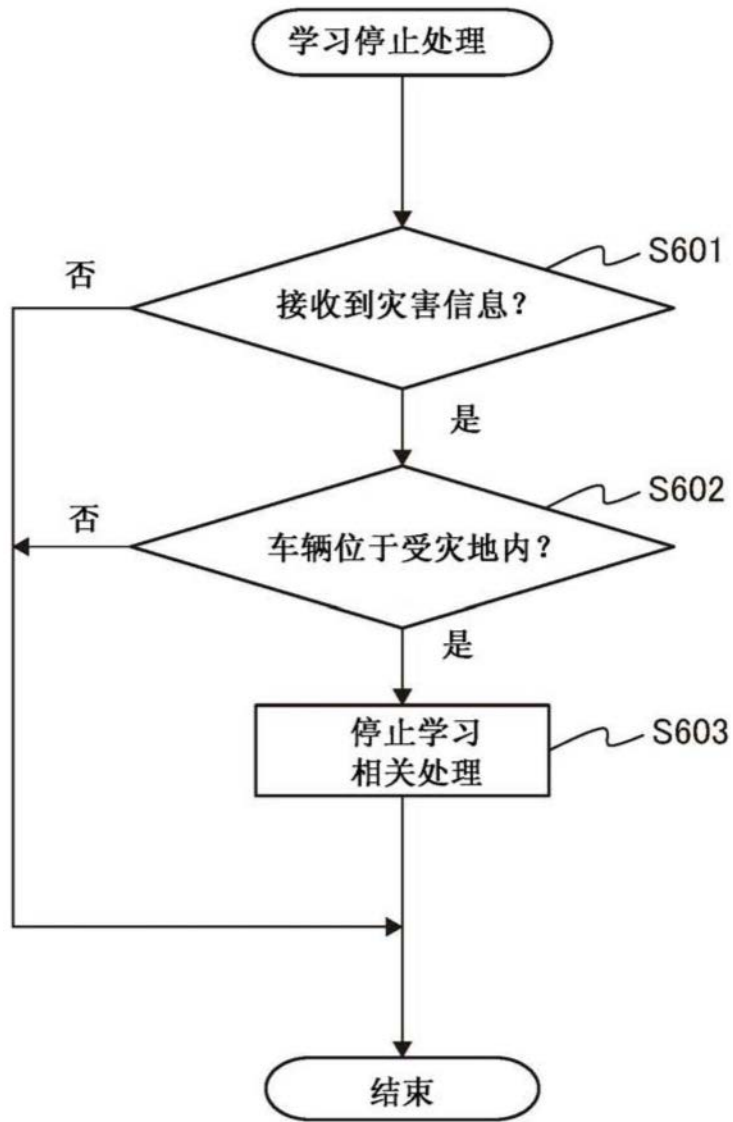 学习停止处理
S601
否
接收到灾害信息？
是
S602
否
车辆位于受灾地内？
是
停止学习
相关处理
S603
结束